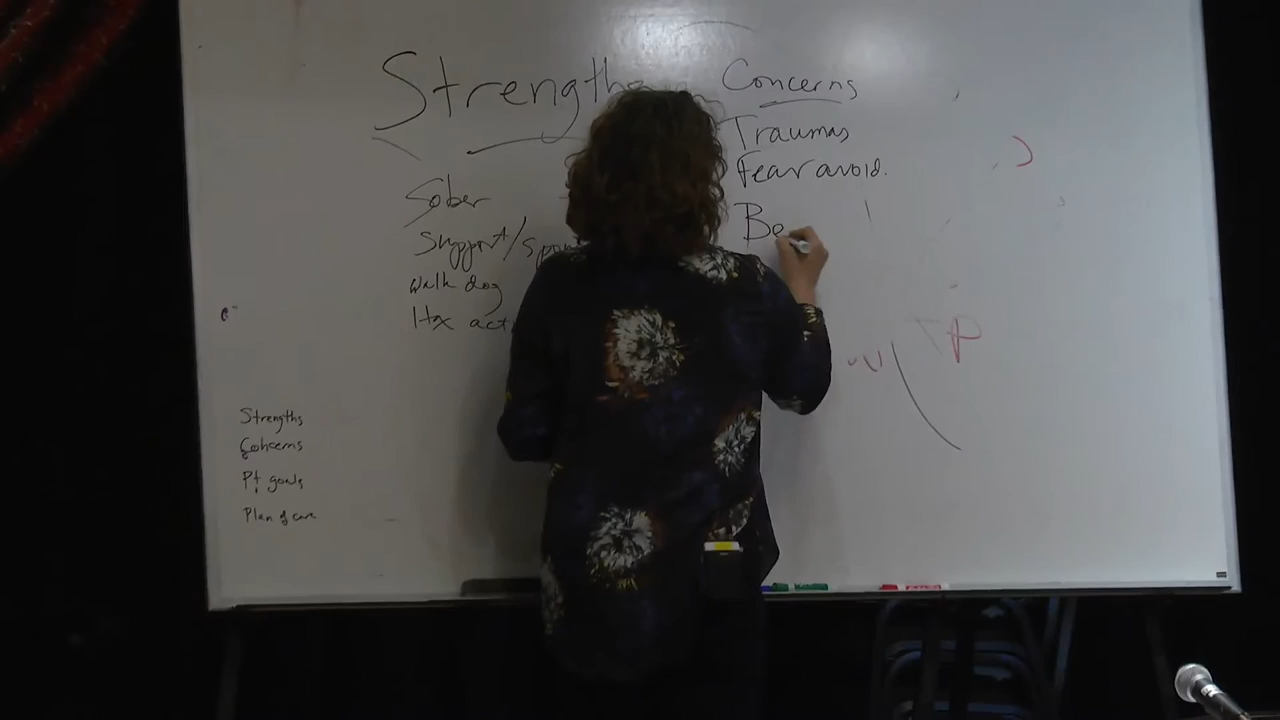 Strengths
Sober
support/spon
walk dog
Hx act
Concerns
Traumas
Fear avoid.
Be
Strengths
Concerns
Pt goals
Plan of care